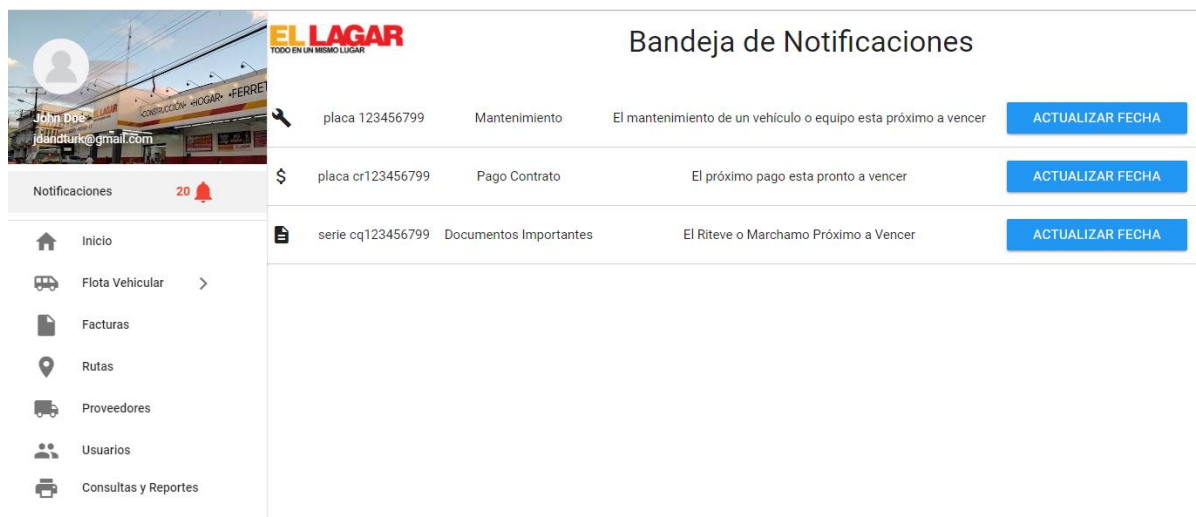 EL LAGAR
TODO EN UN MISMO LUGAR
Bandeja de Notificaciones
LAGAR
CONSTRUCCIÓN• •HOGAR• •FERRET
John Doe
jdandturk@gmail.com
Notificaciones 20
Inicio
Flota Vehicular
Facturas
Rutas
Proveedores
Usuarios
Consultas y Reportes
placa 123456799 Mantenimiento El mantenimiento de un vehículo o equipo esta próximo a vencer ACTUALIZAR FECHA
placa cr123456799 Pago Contrato El próximo pago esta pronto a vencer ACTUALIZAR FECHA
serie cq123456799 Documentos Importantes El Riteve o Marchamo Próximo a Vencer ACTUALIZAR FECHA